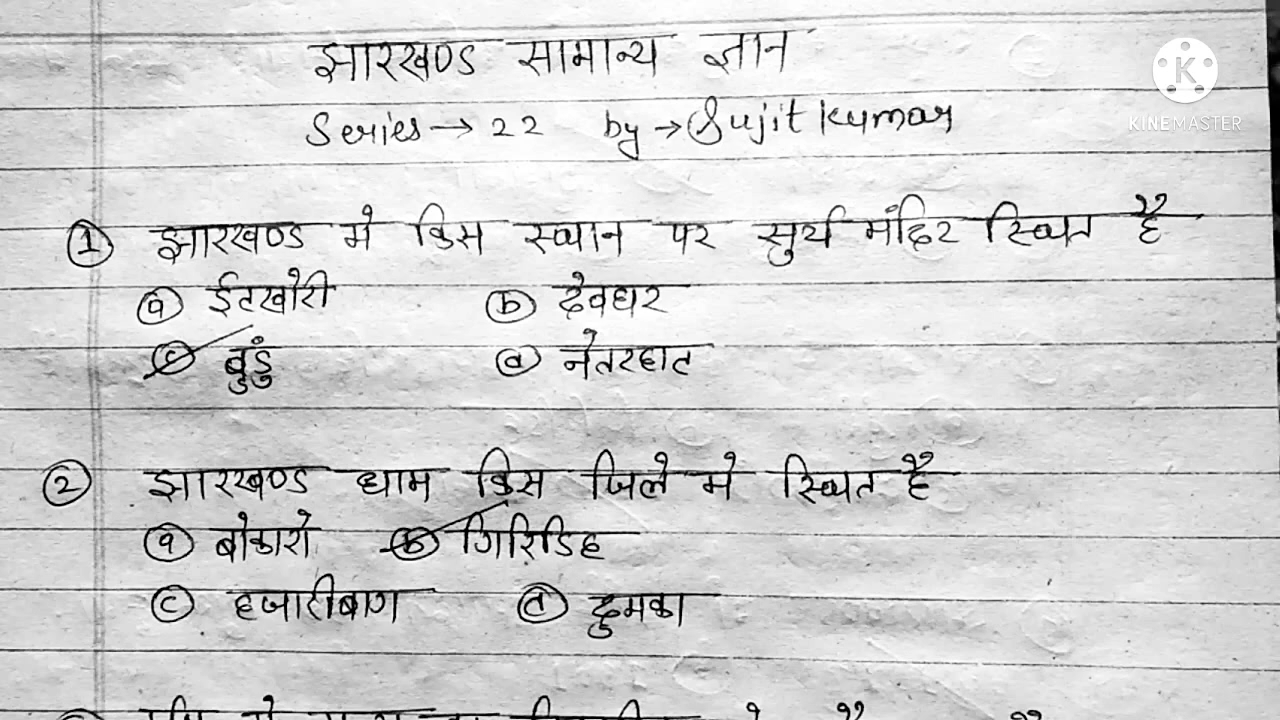 झारखण्ड सामान्य ज्ञान
Series → 22 by → Sujit Kumar
K
KINEMASTER
① झारखण्ड मे किस स्थान पर सुर्य मंदिर स्थित है
ⓐ ईटखोरी ⓑ देवघर
ⓒ बुंडु ⓓ नेतरहाट
② झारखण्ड धाम किस जिले मे स्थित है
ⓐ बोकारो ⓑ गिरिडिह
ⓒ हजारीबाग ⓓ दुमका